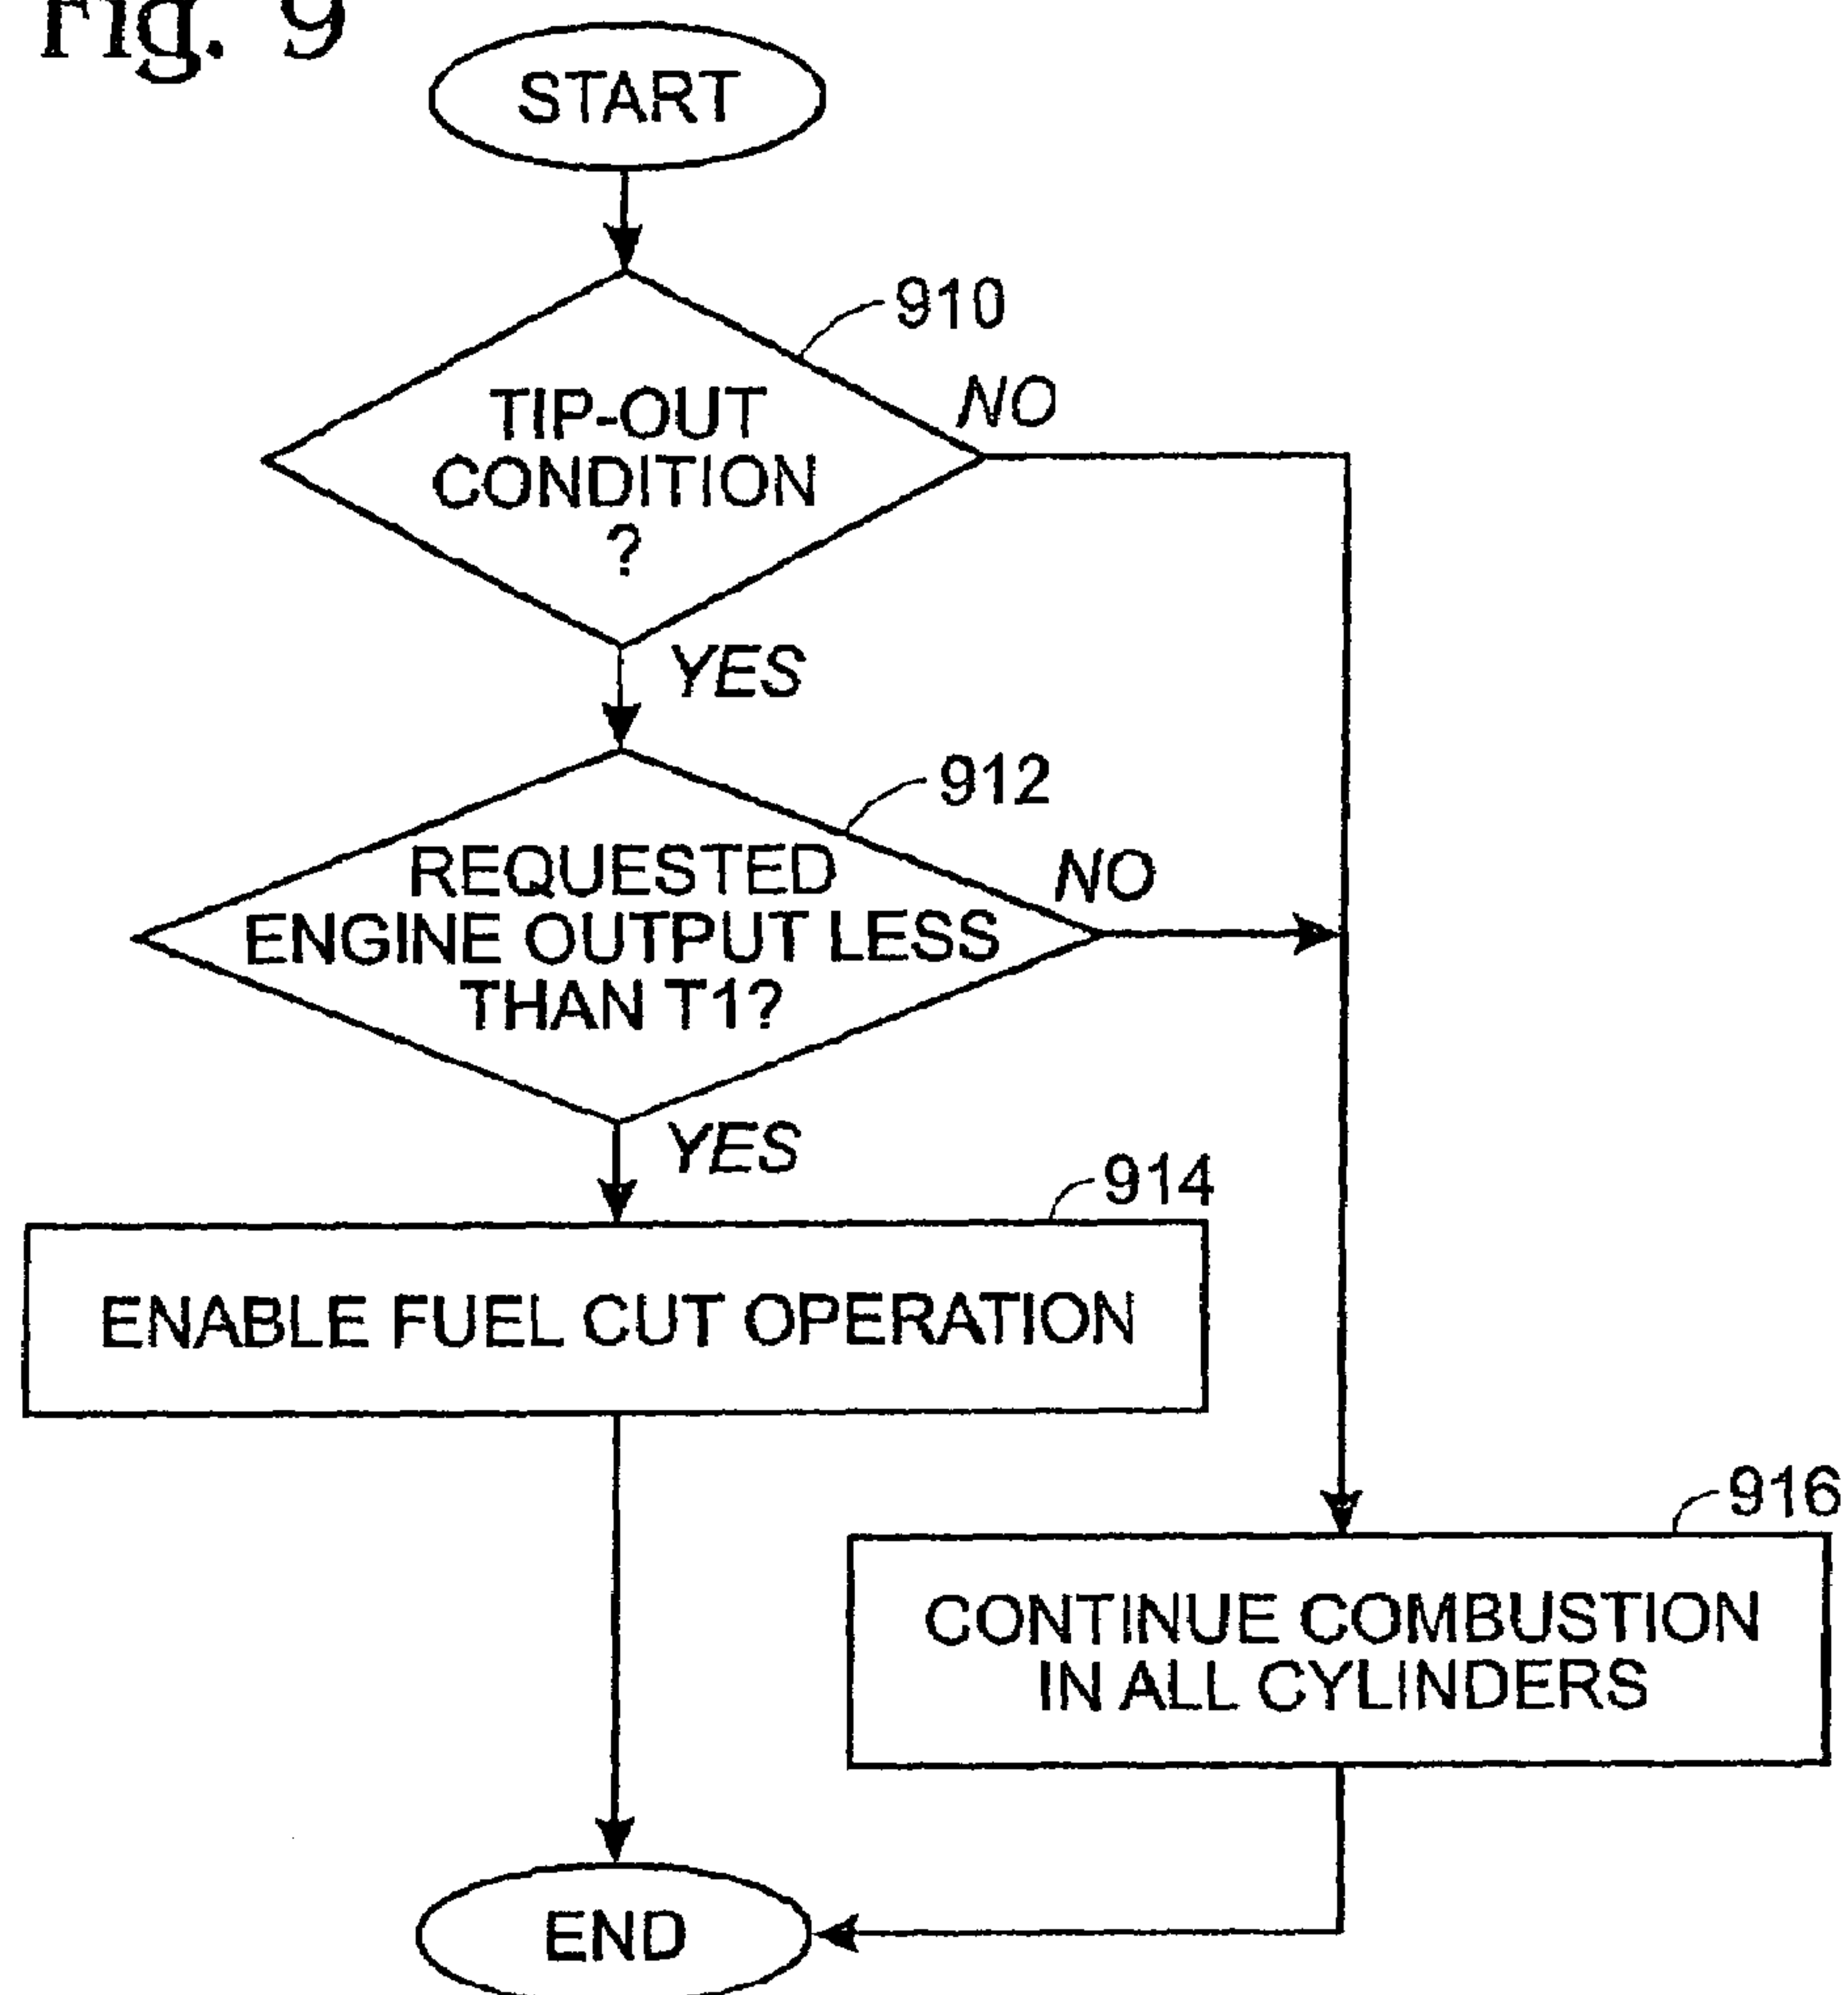 Fig. 9
START
910
TIP-OUT
CONDITION
?
NO
YES
912
REQUESTED
ENGINE OUTPUT LESS
THAN T1?
NO
YES
914
ENABLE FUEL CUT OPERATION
916
CONTINUE COMBUSTION
IN ALL CYLINDERS
END